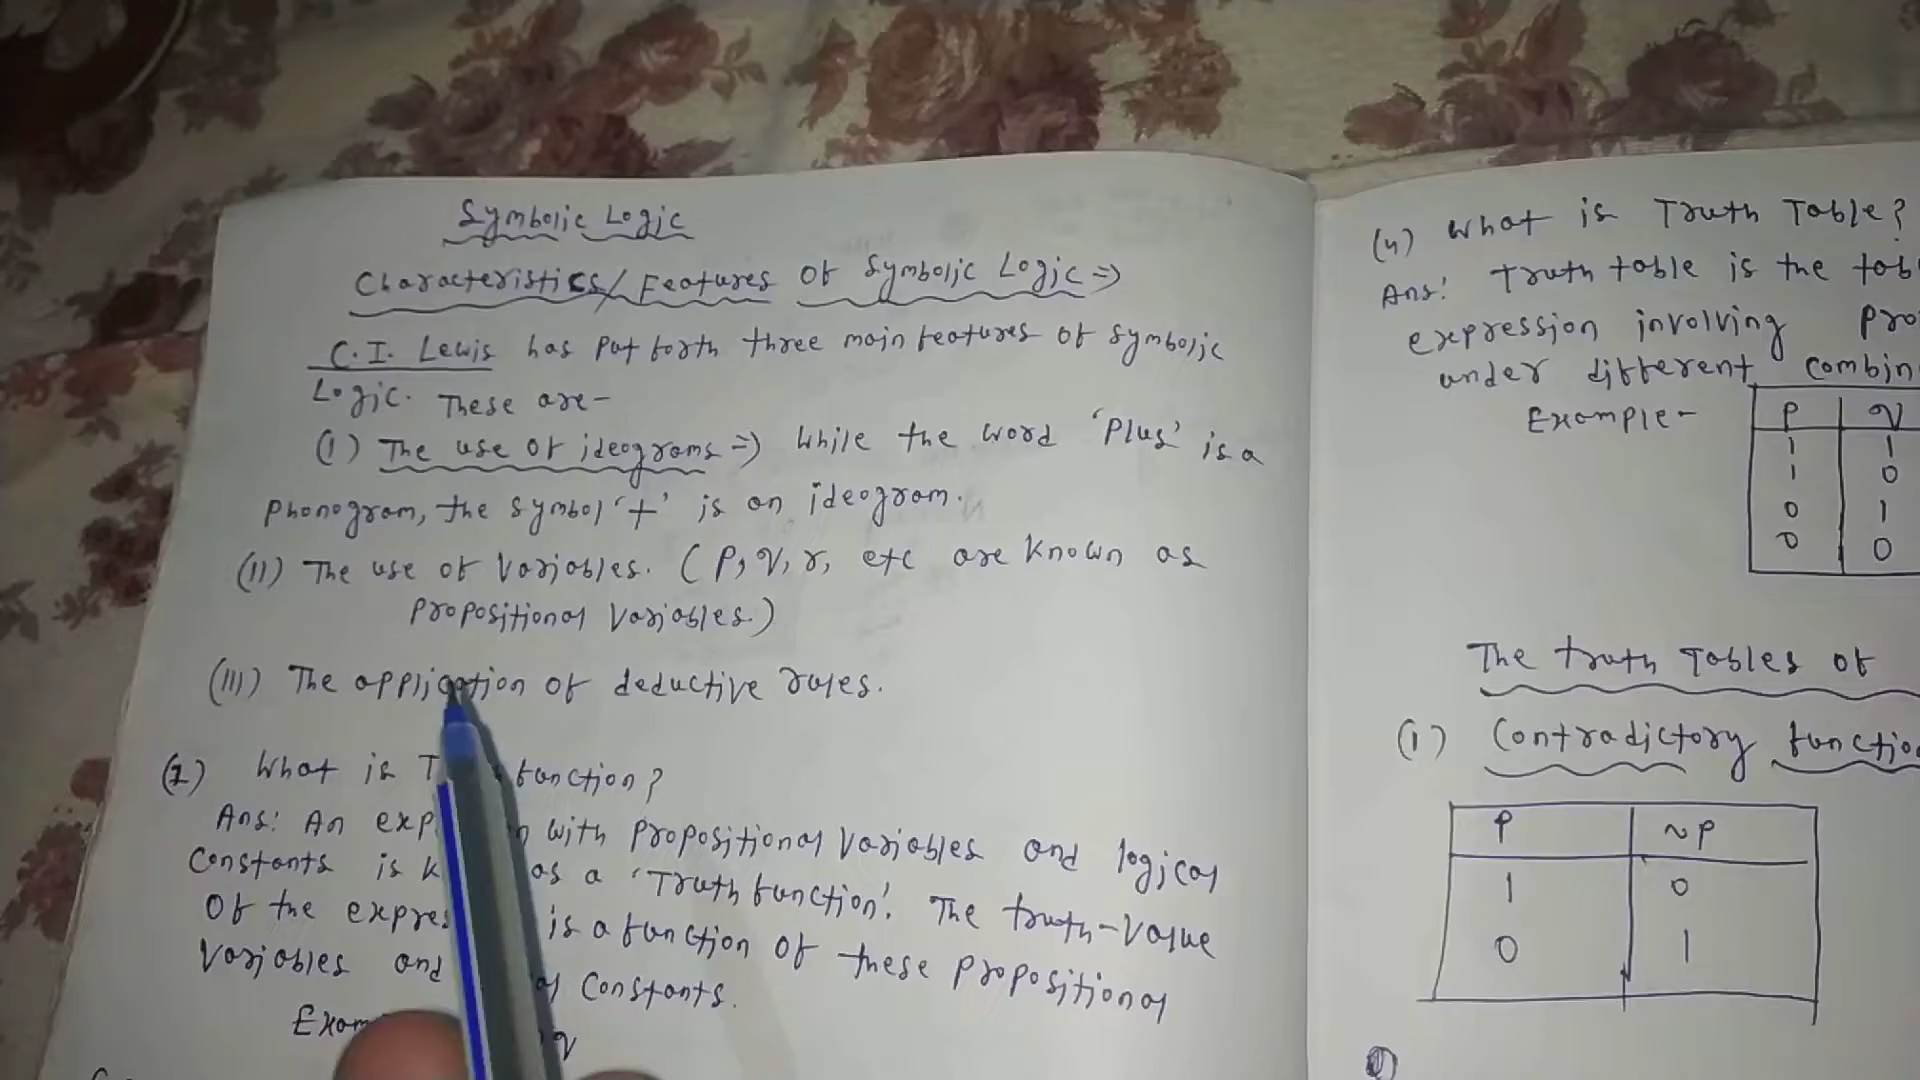 Symbolic Logic
Characteristics/Features of Symbolic Logic ⇒
C.I. Lewis has put forth three main features of symbolic
Logic. These are-
(I) The use of ideograms ⇒ While the word 'Plus' is a
Phonogram, the symbol '+' is an ideogram.
(II) The use of Variables. (P, q, r, etc are known as
Propositional Variables.)
(III) The application of deductive rules.
(1) What is function?
Ans: An with Propositional Variables and logical
Constants is as a 'Truth function'. The truth-value
Of the is a function of these propositional
Variables and Constants.
q
(4) What is Truth Table?
Ans: Truth table is the
expression involving
under different
Example-
P q
1 1
1 0
0 1
0 0
The truth Tables of
(1) Contradictory
P ~P
1 0
0 1